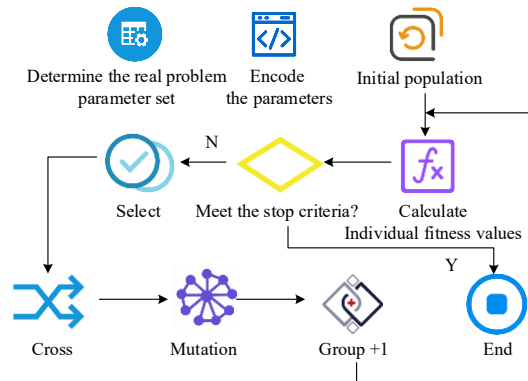 Determine the real problem
parameter set
Encode
the parameters
Initial population
N
fx
Select
Meet the stop criteria?
Calculate
Individual fitness values
Y
Cross
Mutation
Group +1
End